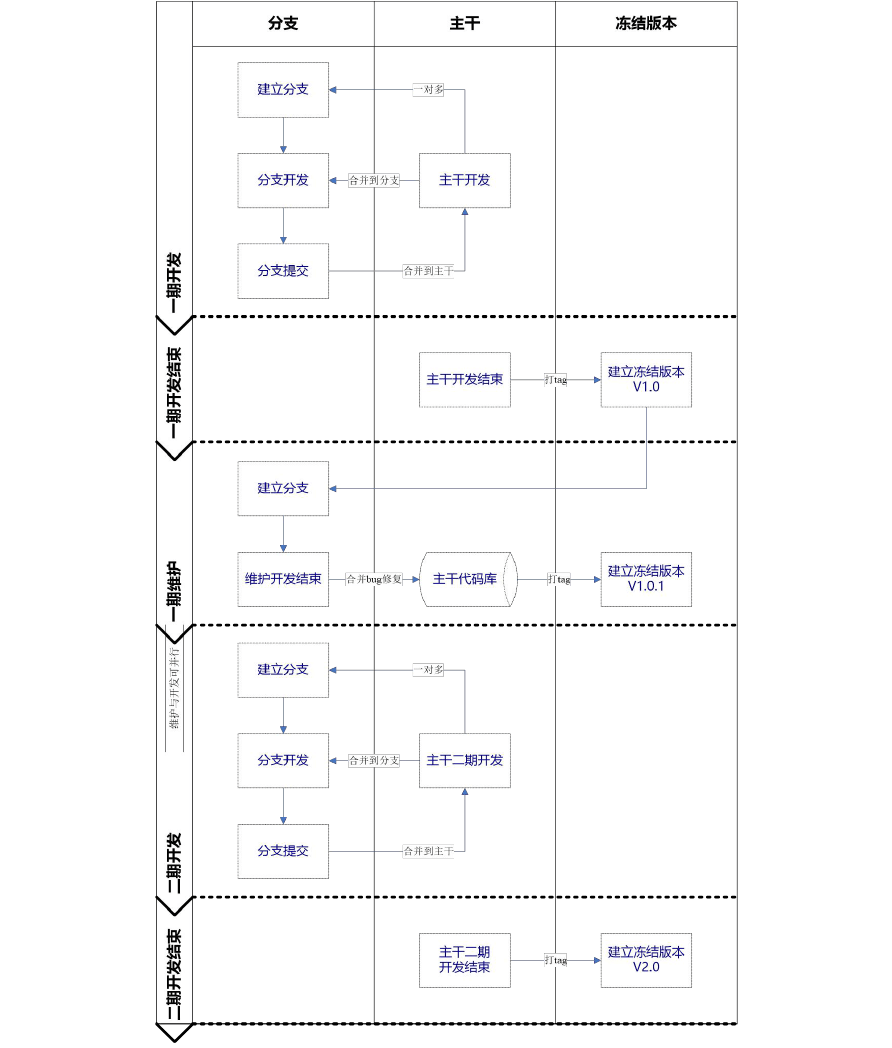 分支
主干
冻结版本
一期开发
建立分支
一对多
分支开发
合并到分支
主干开发
分支提交
合并到主干
一期开发结束
主干开发结束
打tag
建立冻结版本
V1.0
一期维护
建立分支
维护开发结束
合并bug修复
主干代码库
打tag
建立冻结版本
V1.0.1
维护与开发可并行
二期开发
建立分支
一对多
分支开发
合并到分支
主干二期开发
分支提交
合并到主干
二期开发结束
主干二期
开发结束
打tag
建立冻结版本
V2.0